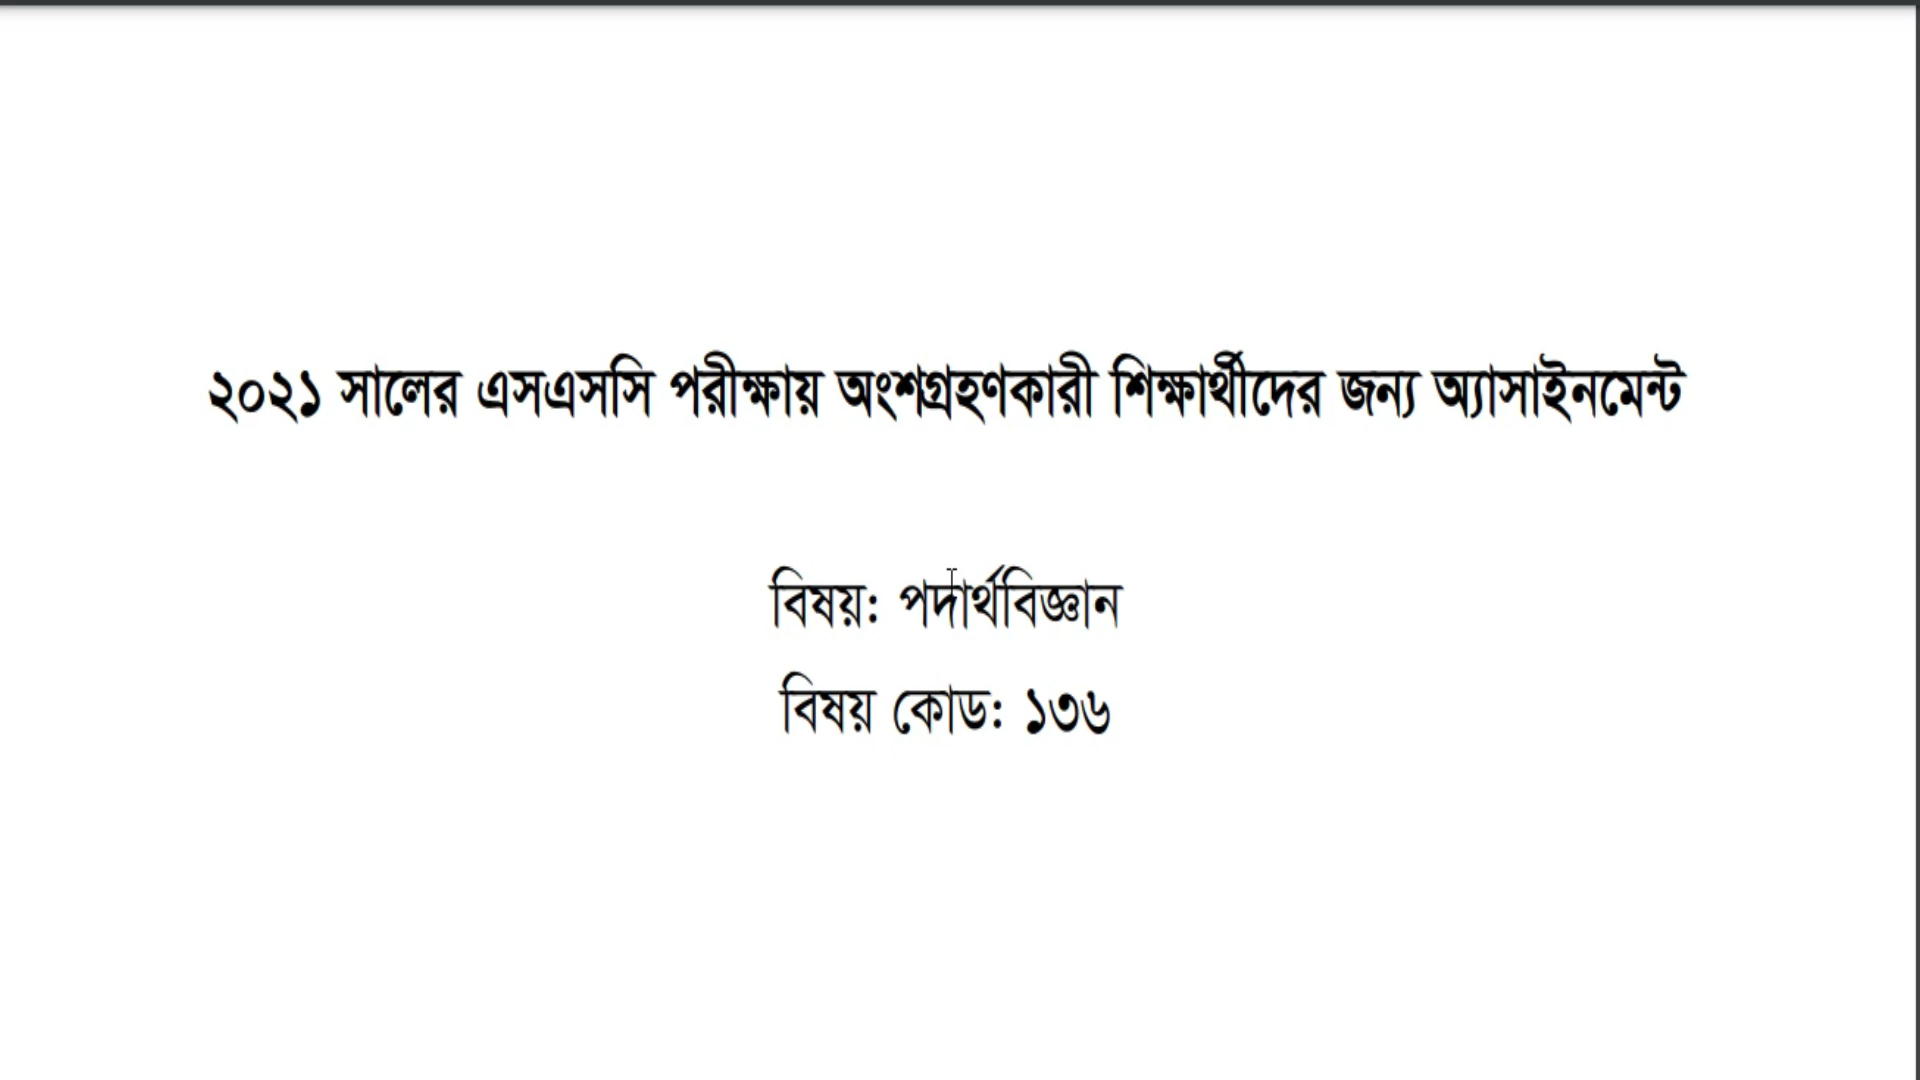 ২০২১ সালের এসএসসি পরীক্ষায় অংশগ্রহণকারী শিক্ষার্থীদের জন্য অ্যাসাইনমেন্ট
বিষয়: পদার্থবিজ্ঞান
বিষয় কোড: ১৩৬